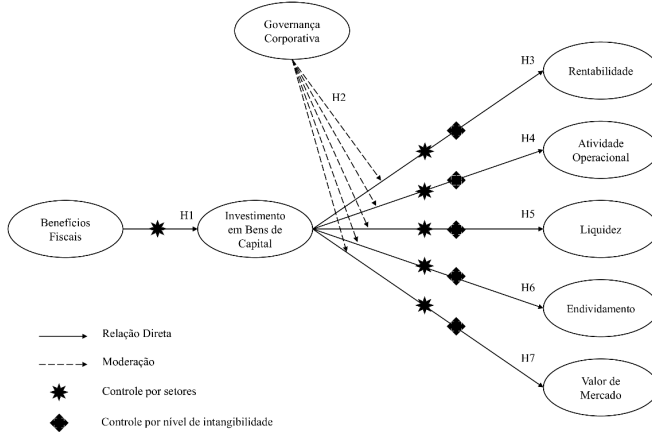 Governança
Corporativa
H2
H3
Rentabilidade
H4
Atividade
Operacional
Benefícios
Fiscais
H1
Investimento
em Bens de
Capital
H5
Liquidez
H6
Endividamento
H7
Valor de
Mercado
Relação Direta
Moderação
Controle por setores
Controle por nível de intangibilidade